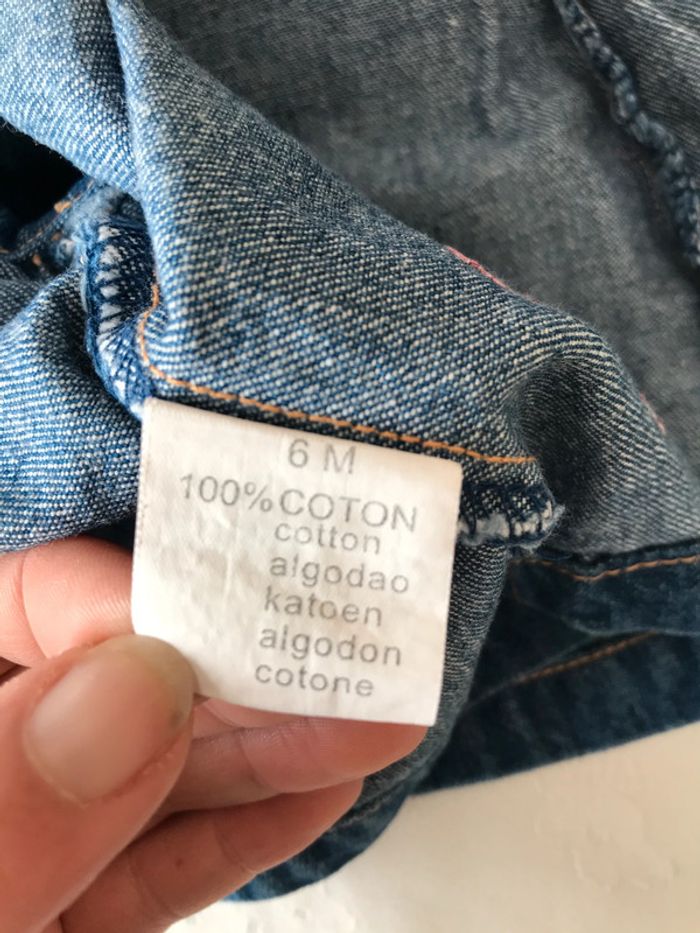 6 M
100% COTON
cotton
algodao
katoen
algodon
cotone